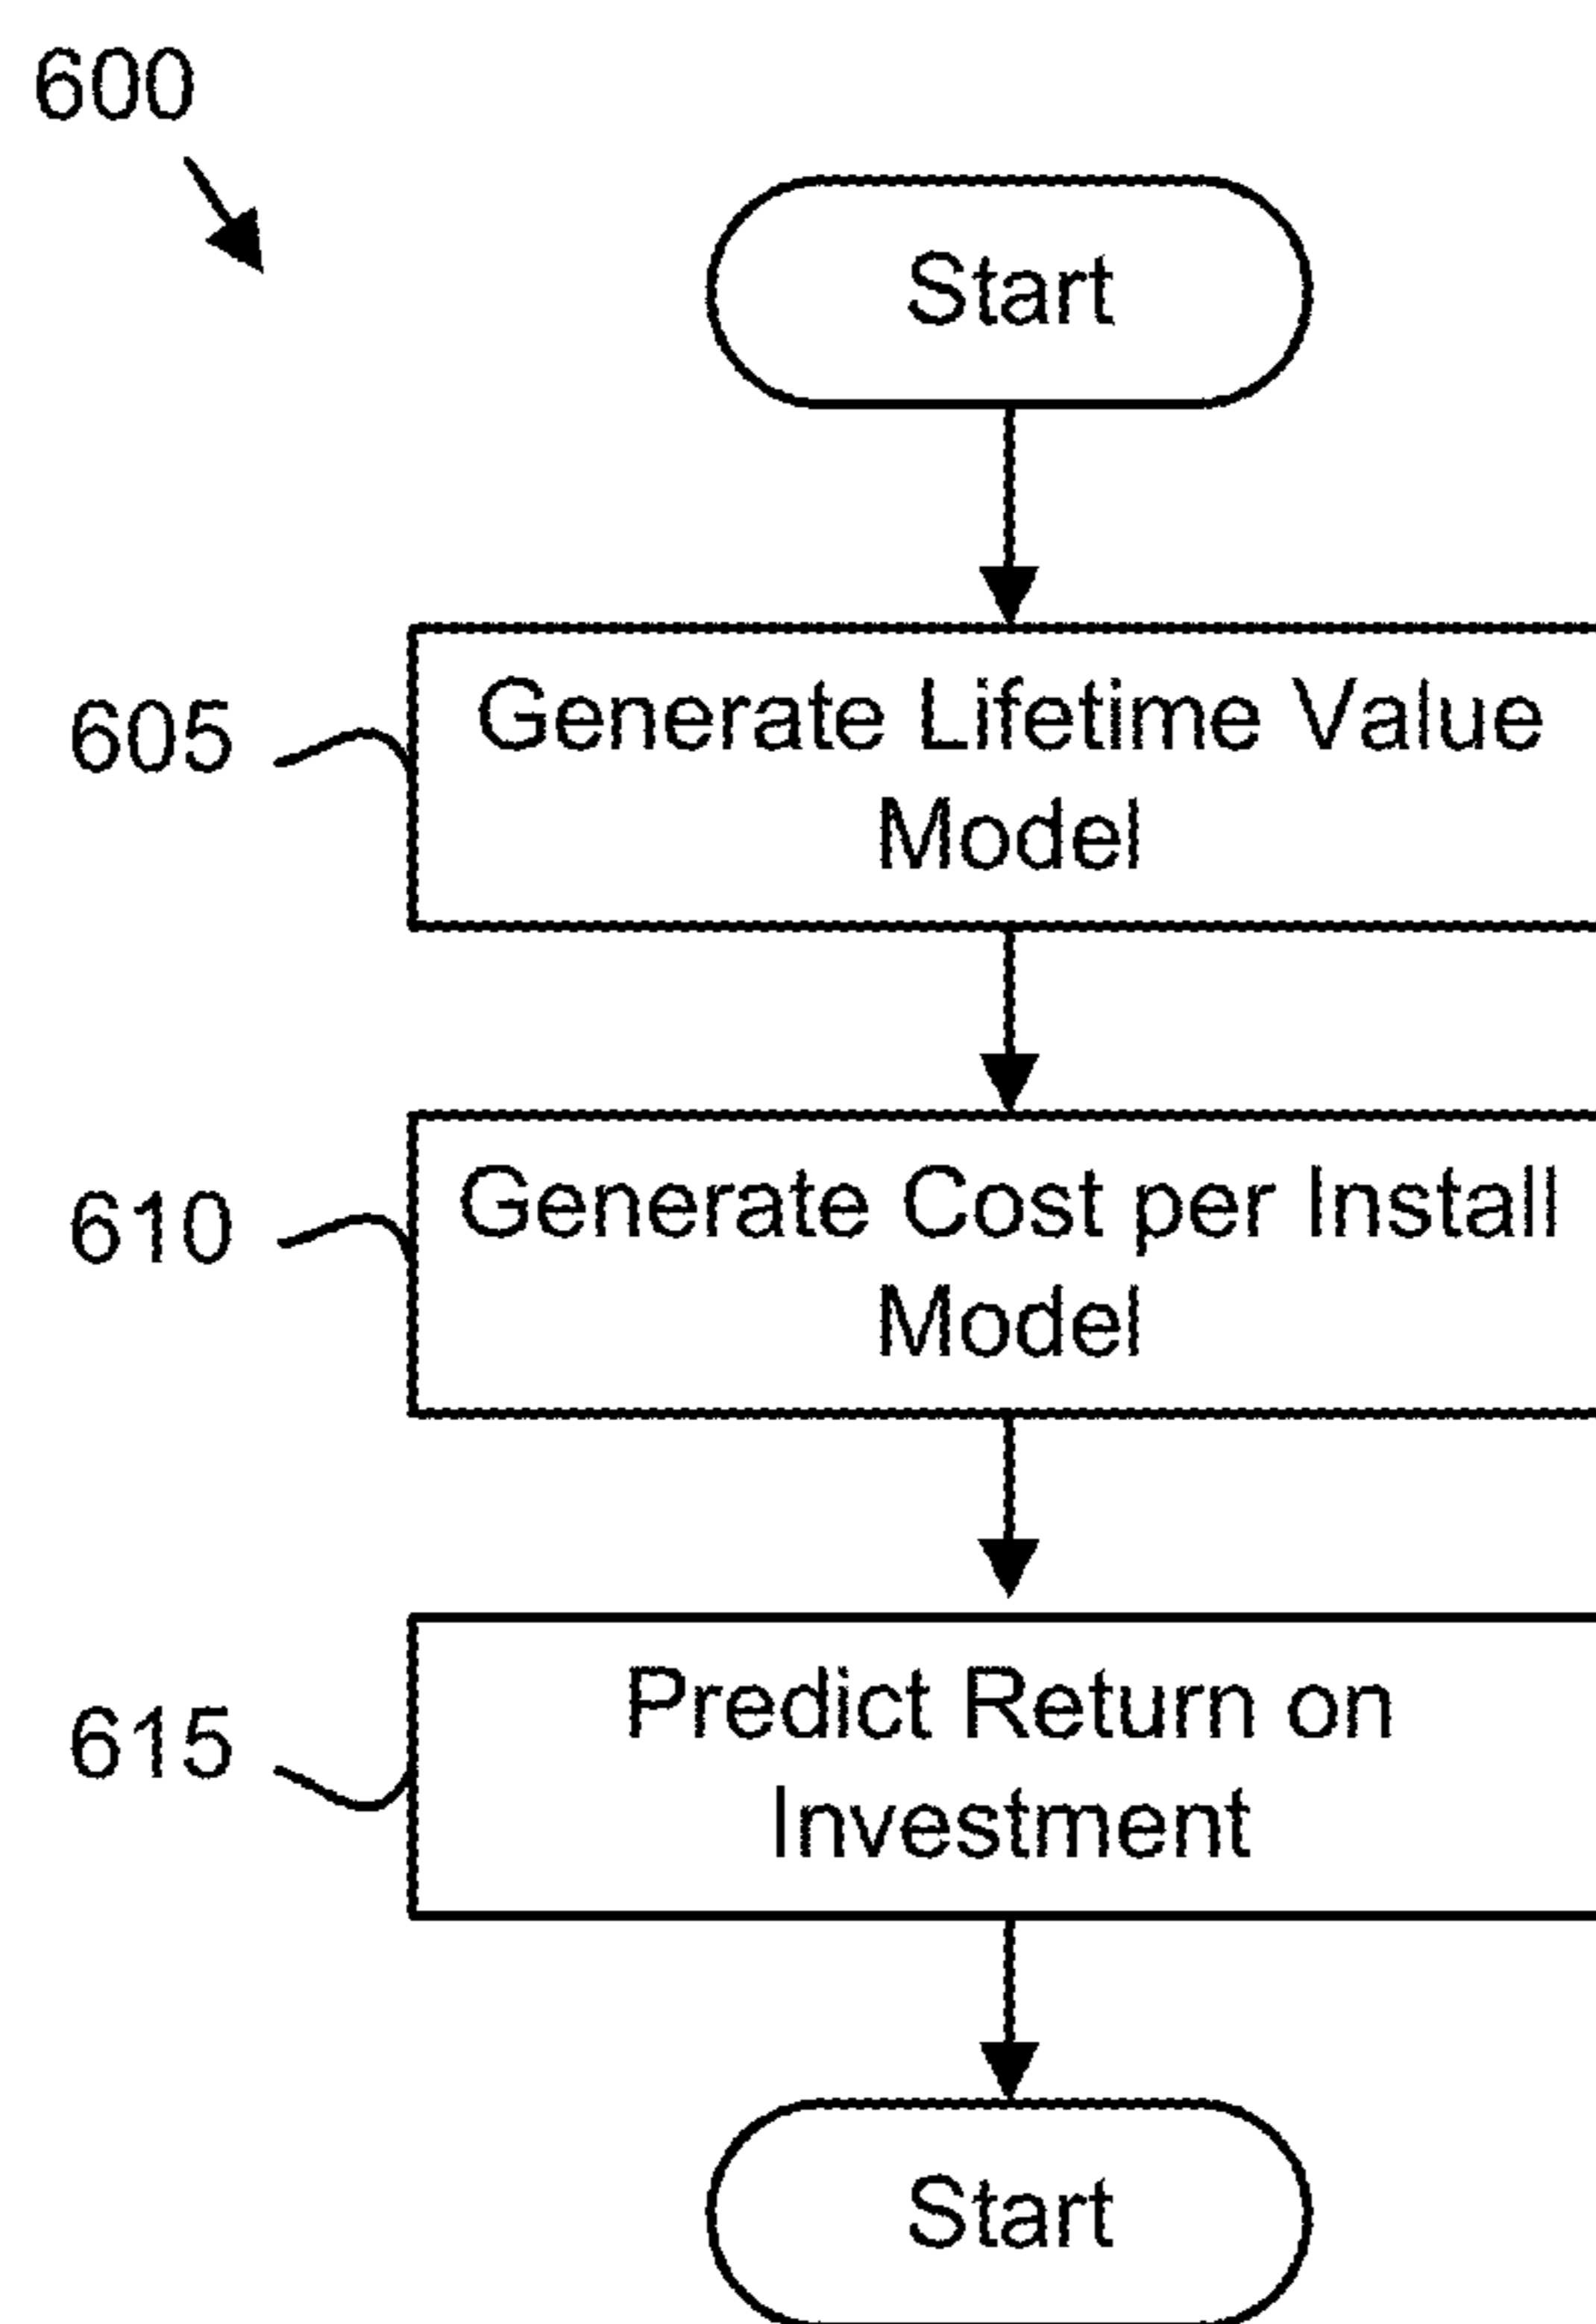 600
Start
605
Generate Lifetime Value
Model
610
Generate Cost per Install
Model
615
Predict Return on
Investment
Start